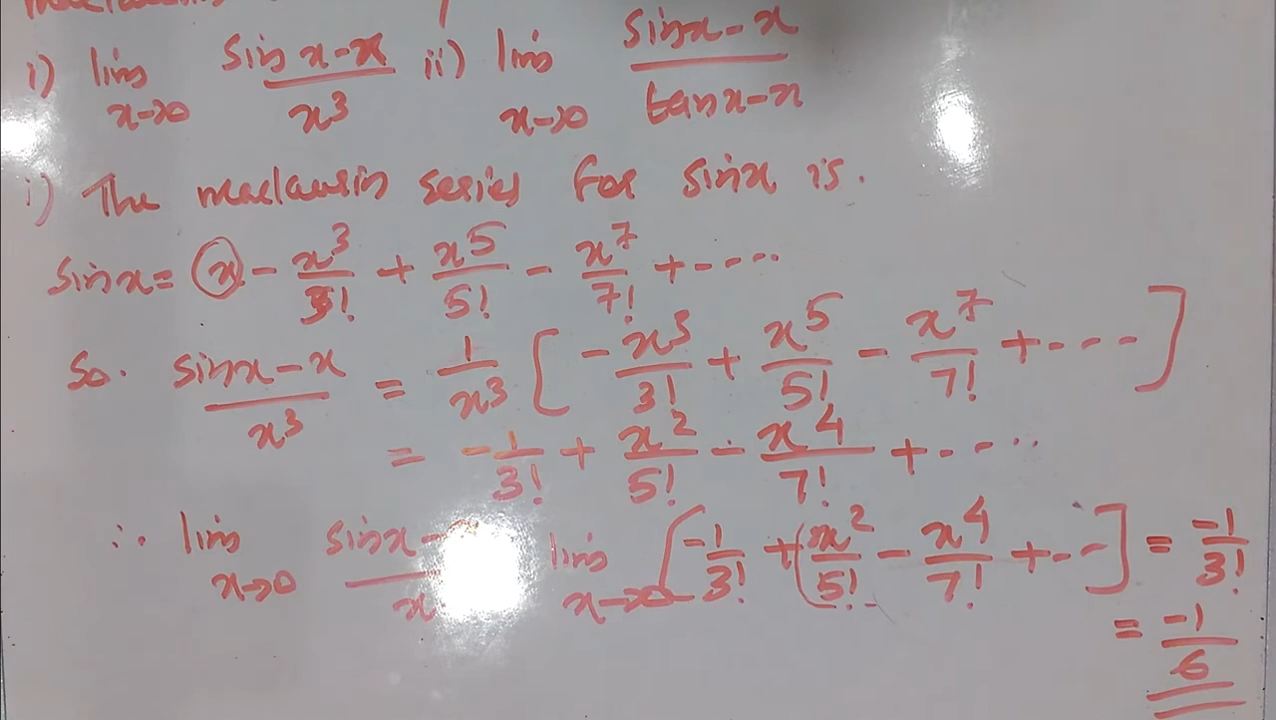 i) lim x→0 (sin x - x)/x³ ii) lim x→0 (sin x - x)/(tan x - x)
i) The maclaurin series for sin x is.
sin x = x - x³/3! + x⁵/5! - x⁷/7! + ----
So. (sin x - x)/x³ = 1/x³ [ - x³/3! + x⁵/5! - x⁷/7! + ---- ]
= -1/3! + x²/5! - x⁴/7! + ----
∴ lim x→0 sin x - / x lim x→0 [ -1/3! + (x²/5! - x⁴/7! + --- ] = -1/3!
= -1/6